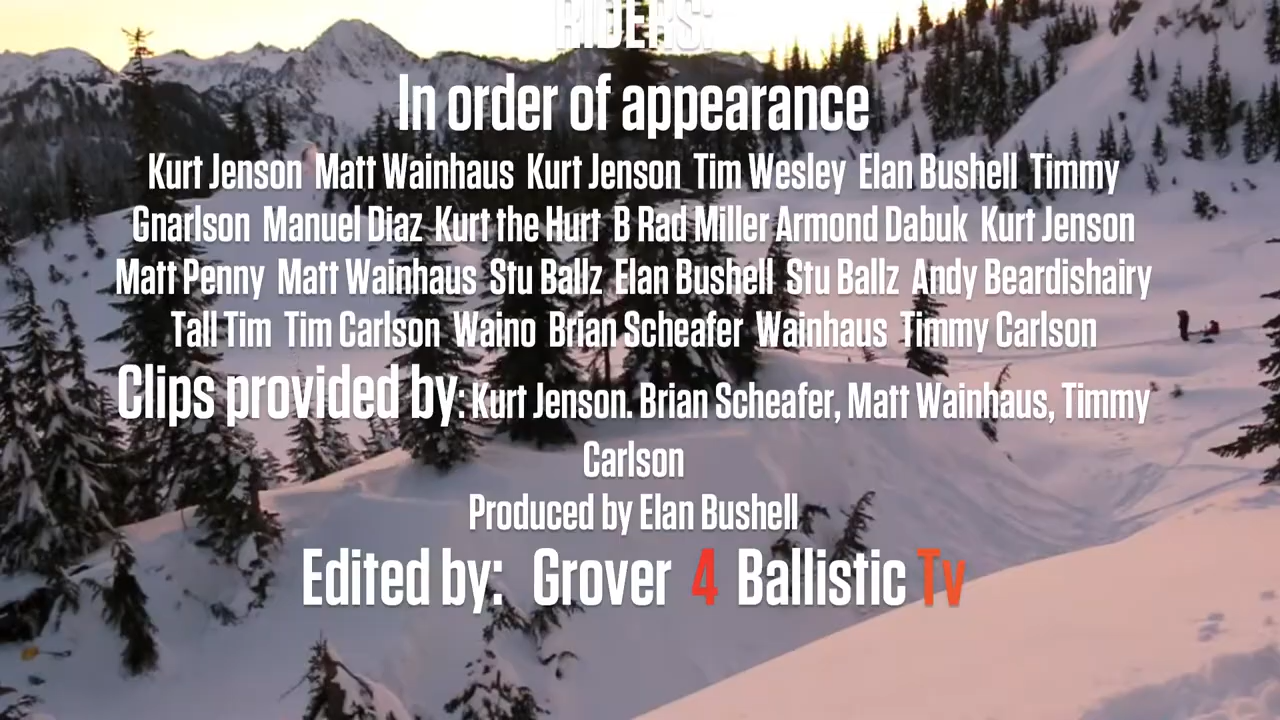 RIDERS:
In order of appearance
Kurt Jenson Matt Wainhaus Kurt Jenson Tim Wesley Elan Bushell Timmy
Gnarlson Manuel Diaz Kurt the Hurt B Rad Miller Armond Dabuk Kurt Jenson
Matt Penny Matt Wainhaus Stu Ballz Elan Bushell Stu Ballz Andy Beardishairy
Tall Tim Tim Carlson Waino Brian Scheafer Wainhaus Timmy Carlson
Clips provided by: Kurt Jenson. Brian Scheafer, Matt Wainhaus, Timmy
Carlson
Produced by Elan Bushell
Edited by: Grover 4 Ballistic Tv